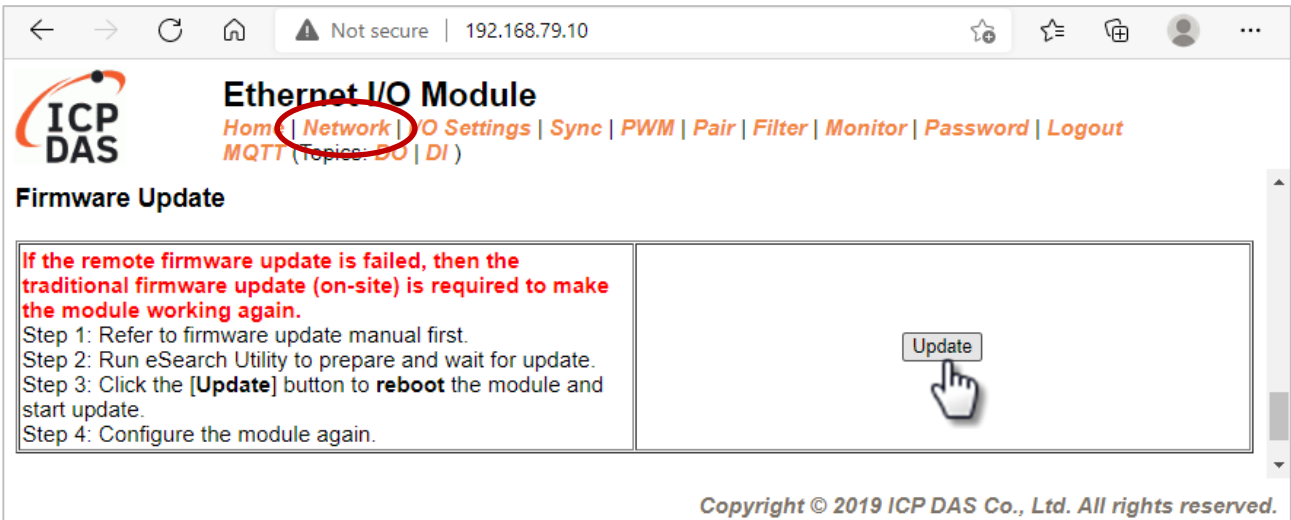 Not secure | 192.168.79.10
ICP DAS
Ethernet I/O Module
Home | Network | I/O Settings | Sync | PWM | Pair | Filter | Monitor | Password | Logout
MQTT (Topics: DO | DI )
Firmware Update
If the remote firmware update is failed, then the
traditional firmware update (on-site) is required to make
the module working again.
Step 1: Refer to firmware update manual first.
Step 2: Run eSearch Utility to prepare and wait for update.
Step 3: Click the [Update] button to reboot the module and
start update.
Step 4: Configure the module again.
Update
Copyright © 2019 ICP DAS Co., Ltd. All rights reserved.